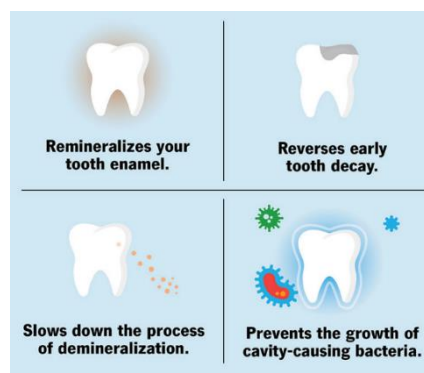 Remineralizes your
tooth enamel.
Reverses early
tooth decay.
Slows down the process
of demineralization.
Prevents the growth of
cavity-causing bacteria.